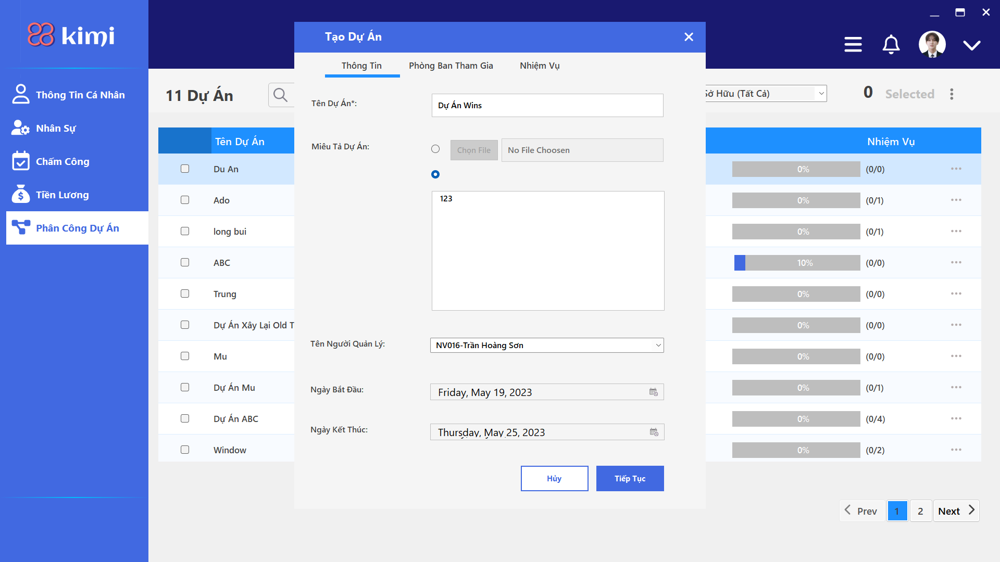 kimi
Thông Tin Cá Nhân
Nhân Sự
Chấm Công
Tiền Lương
Phân Công Dự Án
11 Dự Án
Sở Hữu (Tất Cả)
0 Selected
Tạo Dự Án
Thông Tin Phòng Ban Tham Gia Nhiệm Vụ
Tên Dự Án*:
Dự Án Wins
Miêu Tả Dự Án:
Chọn File
No File Choosen
123
Tên Người Quản Lý:
NV016-Trần Hoàng Sơn
Ngày Bắt Đầu:
Friday, May 19, 2023
Ngày Kết Thúc:
Thursday, May 25, 2023
Hủy
Tiếp Tục
Tên Dự Án Nhiệm Vụ
Du An 0% (0/0)
Ado 0% (0/1)
long bui 0% (0/1)
ABC 10% (0/0)
Trung 0% (0/0)
Dự Án Xây Lại Old T 0% (0/0)
Mu 0% (0/0)
Dự Án Mu 0% (0/1)
Dự Án ABC 0% (0/4)
Window 0% (0/2)
Prev 1 2 Next